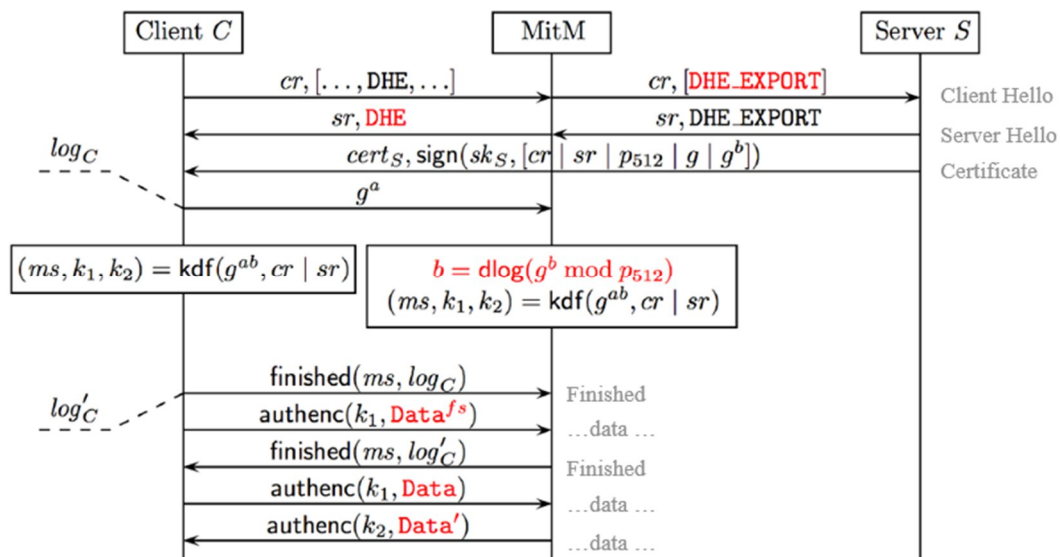 Client C MitM Server S
cr, [..., DHE, ...] cr, [DHE_EXPORT]
Client Hello
sr, DHE sr, DHE_EXPORT
Server Hello
log_C cert_S, sign(sk_S, [cr | sr | p_512 | g | g^b])
Certificate
g^a
(ms, k_1, k_2) = kdf(g^{ab}, cr | sr) b = dlog(g^b mod p_512)
(ms, k_1, k_2) = kdf(g^{ab}, cr | sr)
finished(ms, log_C)
Finished
log'_C authenc(k_1, Data^{fs})
...data ...
finished(ms, log'_C)
Finished
authenc(k_1, Data)
...data ...
authenc(k_2, Data')
...data ...